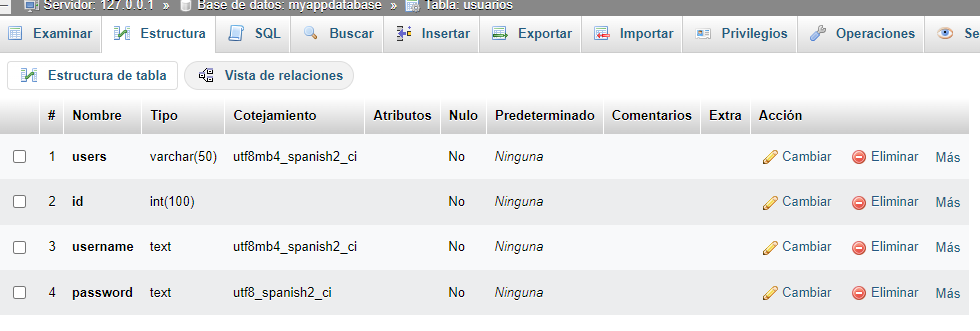 Servidor: 127.0.0.1 » Base de datos: myappdatabase » Tabla: usuarios
Examinar Estructura SQL Buscar Insertar Exportar Importar Privilegios Operaciones Se
Estructura de tabla Vista de relaciones
# Nombre Tipo Cotejamiento Atributos Nulo Predeterminado Comentarios Extra Acción
1 users varchar(50) utf8mb4_spanish2_ci No Ninguna Cambiar Eliminar Más
2 id int(100) No Ninguna Cambiar Eliminar Más
3 username text utf8mb4_spanish2_ci No Ninguna Cambiar Eliminar Más
4 password text utf8_spanish2_ci No Ninguna Cambiar Eliminar Más